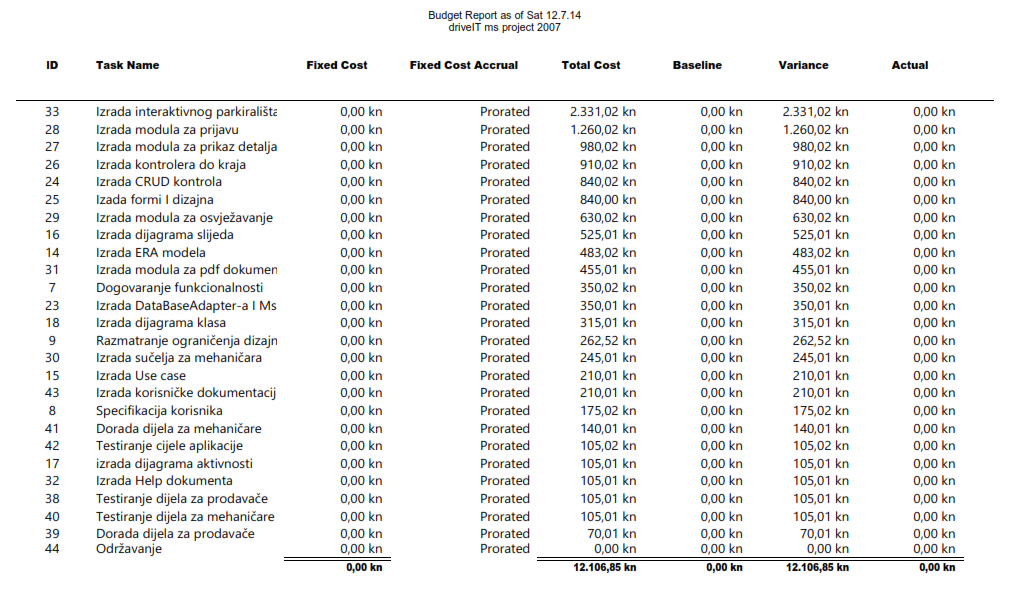 Budget Report as of Sat 12.7.14
driveIT ms project 2007
ID Task Name Fixed Cost Fixed Cost Accrual Total Cost Baseline Variance Actual
33 Izrada interaktivnog parkirališta 0,00 kn Prorated 2.331,02 kn 0,00 kn 2.331,02 kn 0,00 kn
28 Izrada modula za prijavu 0,00 kn Prorated 1.260,02 kn 0,00 kn 1.260,02 kn 0,00 kn
27 Izrada modula za prikaz detalja 0,00 kn Prorated 980,02 kn 0,00 kn 980,02 kn 0,00 kn
26 Izrada kontrolera do kraja 0,00 kn Prorated 910,02 kn 0,00 kn 910,02 kn 0,00 kn
24 Izrada CRUD kontrola 0,00 kn Prorated 840,02 kn 0,00 kn 840,02 kn 0,00 kn
25 Izada formi I dizajna 0,00 kn Prorated 840,00 kn 0,00 kn 840,00 kn 0,00 kn
29 Izrada modula za osvježavanje 0,00 kn Prorated 630,02 kn 0,00 kn 630,02 kn 0,00 kn
16 Izrada dijagrama slijeda 0,00 kn Prorated 525,01 kn 0,00 kn 525,01 kn 0,00 kn
14 Izrada ERA modela 0,00 kn Prorated 483,02 kn 0,00 kn 483,02 kn 0,00 kn
31 Izrada modula za pdf dokumen 0,00 kn Prorated 455,01 kn 0,00 kn 455,01 kn 0,00 kn
7 Dogovaranje funkcionalnosti 0,00 kn Prorated 350,02 kn 0,00 kn 350,02 kn 0,00 kn
23 Izrada DataBaseAdapter-a I Ms 0,00 kn Prorated 350,01 kn 0,00 kn 350,01 kn 0,00 kn
18 Izrada dijagrama klasa 0,00 kn Prorated 315,01 kn 0,00 kn 315,01 kn 0,00 kn
9 Razmatranje ograničenja dizajn 0,00 kn Prorated 262,52 kn 0,00 kn 262,52 kn 0,00 kn
30 Izrada sučelja za mehaničara 0,00 kn Prorated 245,01 kn 0,00 kn 245,01 kn 0,00 kn
15 Izrada Use case 0,00 kn Prorated 210,01 kn 0,00 kn 210,01 kn 0,00 kn
43 Izrada korisničke dokumentacij 0,00 kn Prorated 210,01 kn 0,00 kn 210,01 kn 0,00 kn
8 Specifikacija korisnika 0,00 kn Prorated 175,02 kn 0,00 kn 175,02 kn 0,00 kn
41 Dorada dijela za mehaničare 0,00 kn Prorated 140,01 kn 0,00 kn 140,01 kn 0,00 kn
42 Testiranje cijele aplikacije 0,00 kn Prorated 105,02 kn 0,00 kn 105,02 kn 0,00 kn
17 izrada dijagrama aktivnosti 0,00 kn Prorated 105,01 kn 0,00 kn 105,01 kn 0,00 kn
32 Izrada Help dokumenta 0,00 kn Prorated 105,01 kn 0,00 kn 105,01 kn 0,00 kn
38 Testiranje dijela za prodavače 0,00 kn Prorated 105,01 kn 0,00 kn 105,01 kn 0,00 kn
40 Testiranje dijela za mehaničare 0,00 kn Prorated 105,01 kn 0,00 kn 105,01 kn 0,00 kn
39 Dorada dijela za prodavače 0,00 kn Prorated 70,01 kn 0,00 kn 70,01 kn 0,00 kn
44 Održavanje 0,00 kn Prorated 0,00 kn 0,00 kn 0,00 kn 0,00 kn
0,00 kn 12.106,85 kn 0,00 kn 12.106,85 kn 0,00 kn